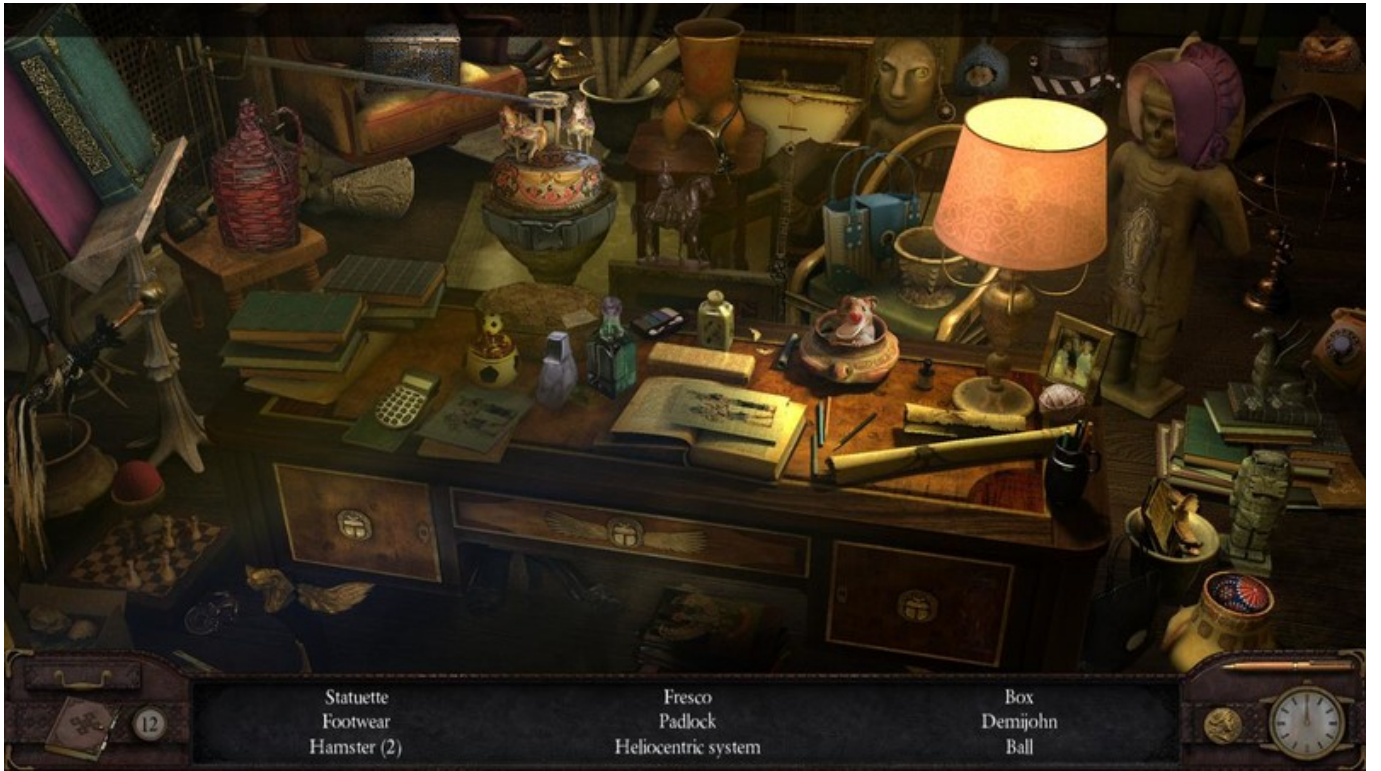 Statuette Fresco Box
Footwear Padlock Demijohn
12
Hamster (2) Heliocentric system Ball